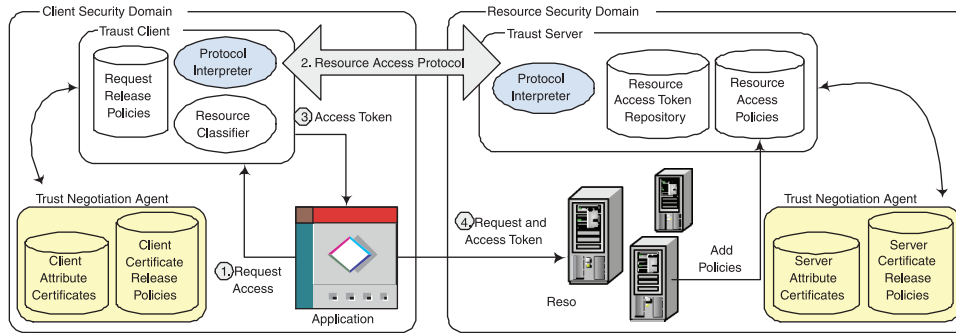 Client Security Domain
Traust Client
Request
Release
Policies
Protocol
Interpreter
Resource
Classifier
2. Resource Access Protocol
3. Access Token
Resource Security Domain
Traust Server
Protocol
Interpreter
Resource
Access Token
Repository
Resource
Access
Policies
Trust Negotiation Agent
Client
Attribute
Certificates
Client
Certificate
Release
Policies
1. Request
Access
Application
4. Request and
Access Token
Reso
Add
Policies
Trust Negotiation Agent
Server
Attribute
Certificates
Server
Certificate
Release
Policies